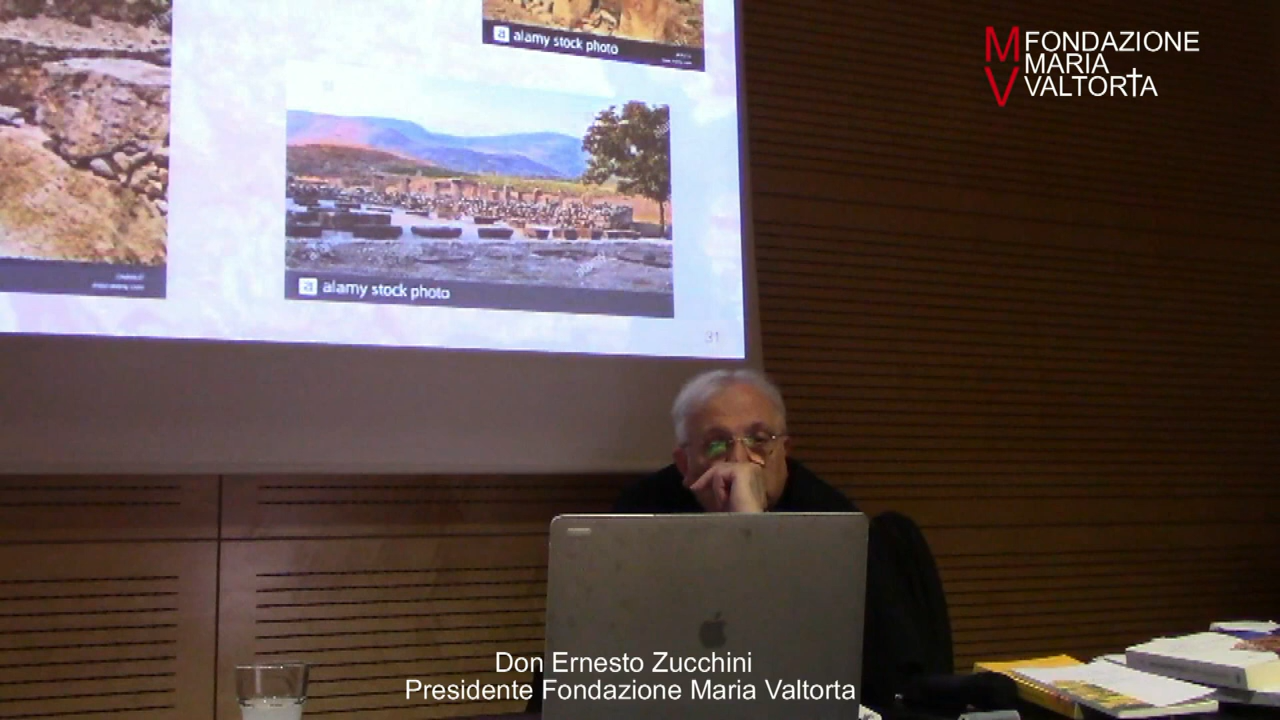 alamy stock photo
M FONDAZIONE
MARIA
V VALTORTA
alamy stock photo
31
Don Ernesto Zucchini
Presidente Fondazione Maria Valtorta